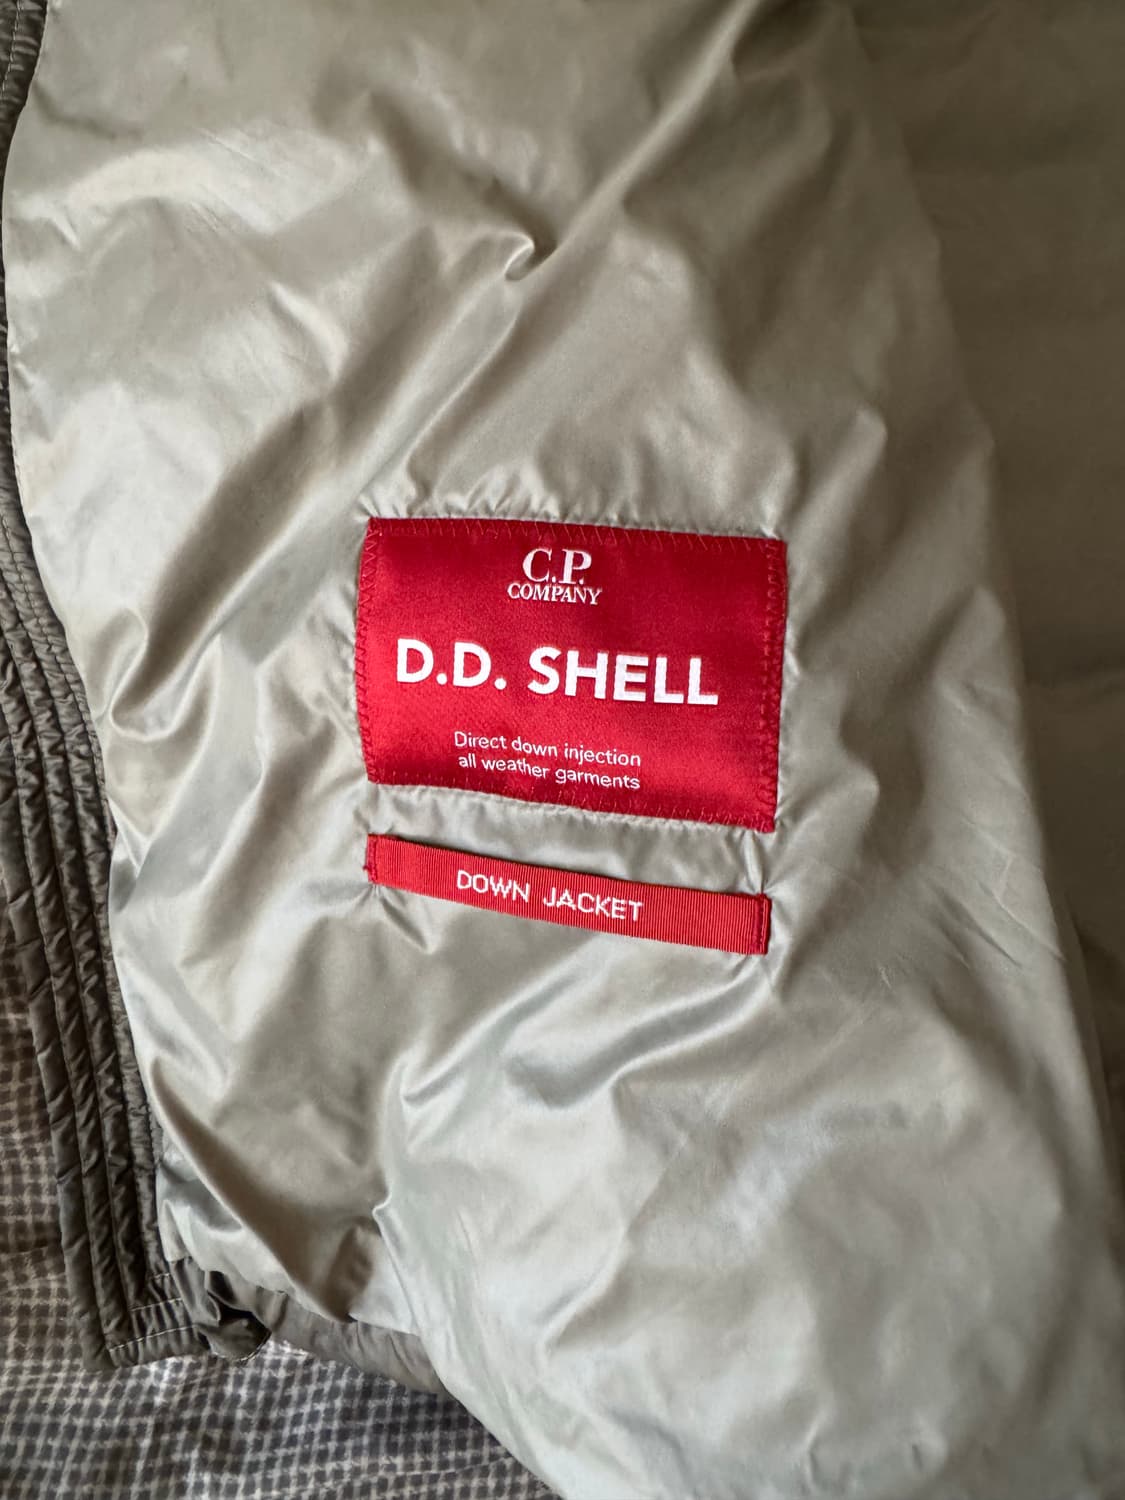 C.P.
COMPANY
D.D. SHELL
Direct down injection
all weather garments
DOWN JACKET